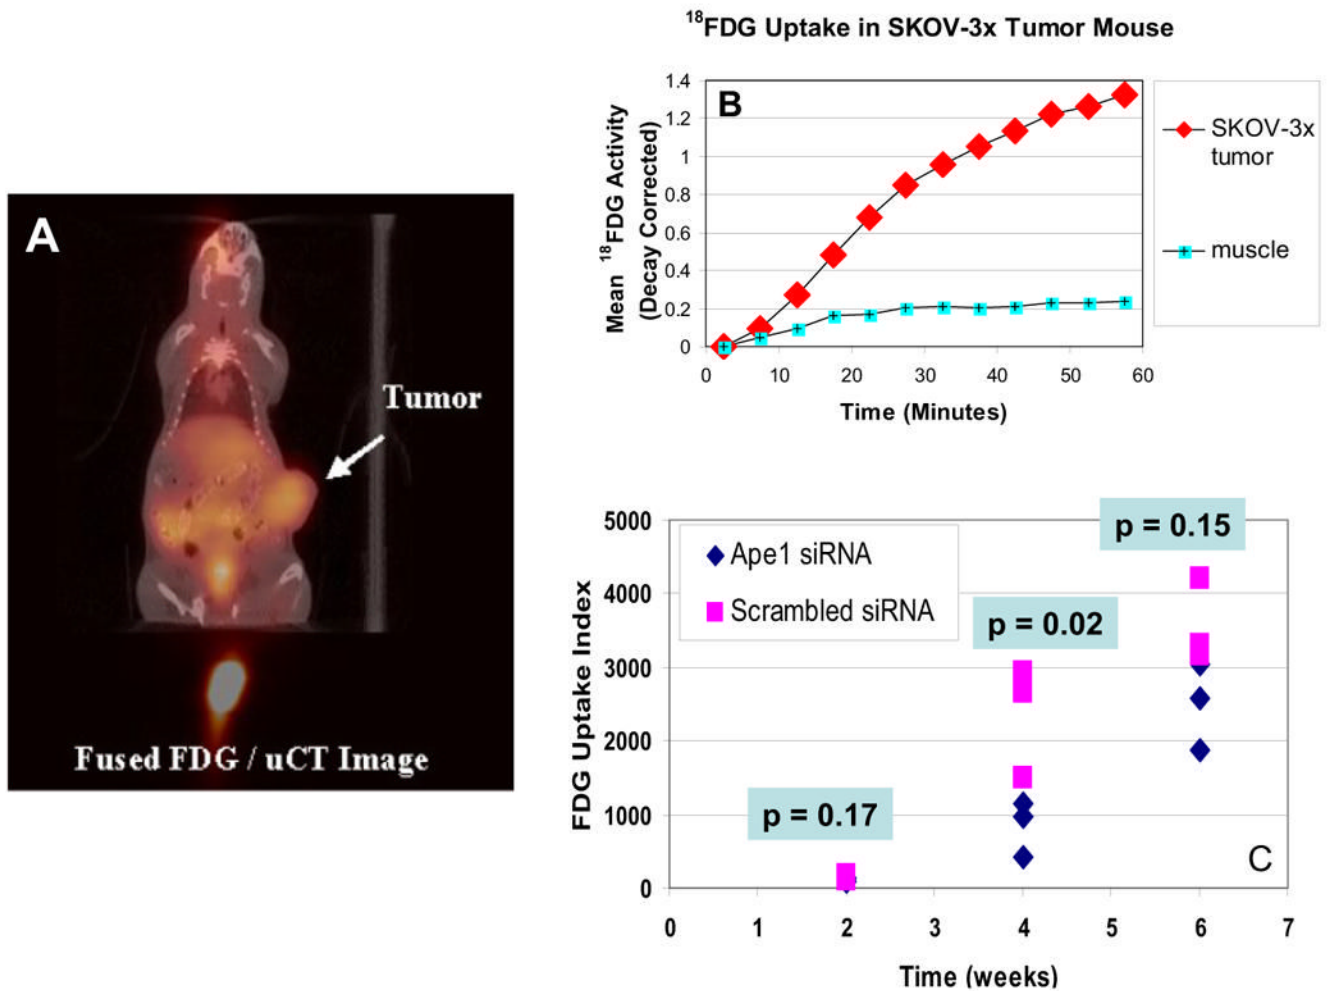 A
Tumor
Fused FDG / uCT Image
¹⁸FDG Uptake in SKOV-3x Tumor Mouse
B
Mean ¹⁸FDG Activity
(Decay Corrected)
1.4
1.2
1
0.8
0.6
0.4
0.2
0
0 10 20 30 40 50 60
Time (Minutes)
SKOV-3x
tumor
muscle
FDG Uptake Index
5000
4000
3000
2000
1000
0
Ape1 siRNA
Scrambled siRNA
p = 0.17
p = 0.02
p = 0.15
C
0 1 2 3 4 5 6 7
Time (weeks)